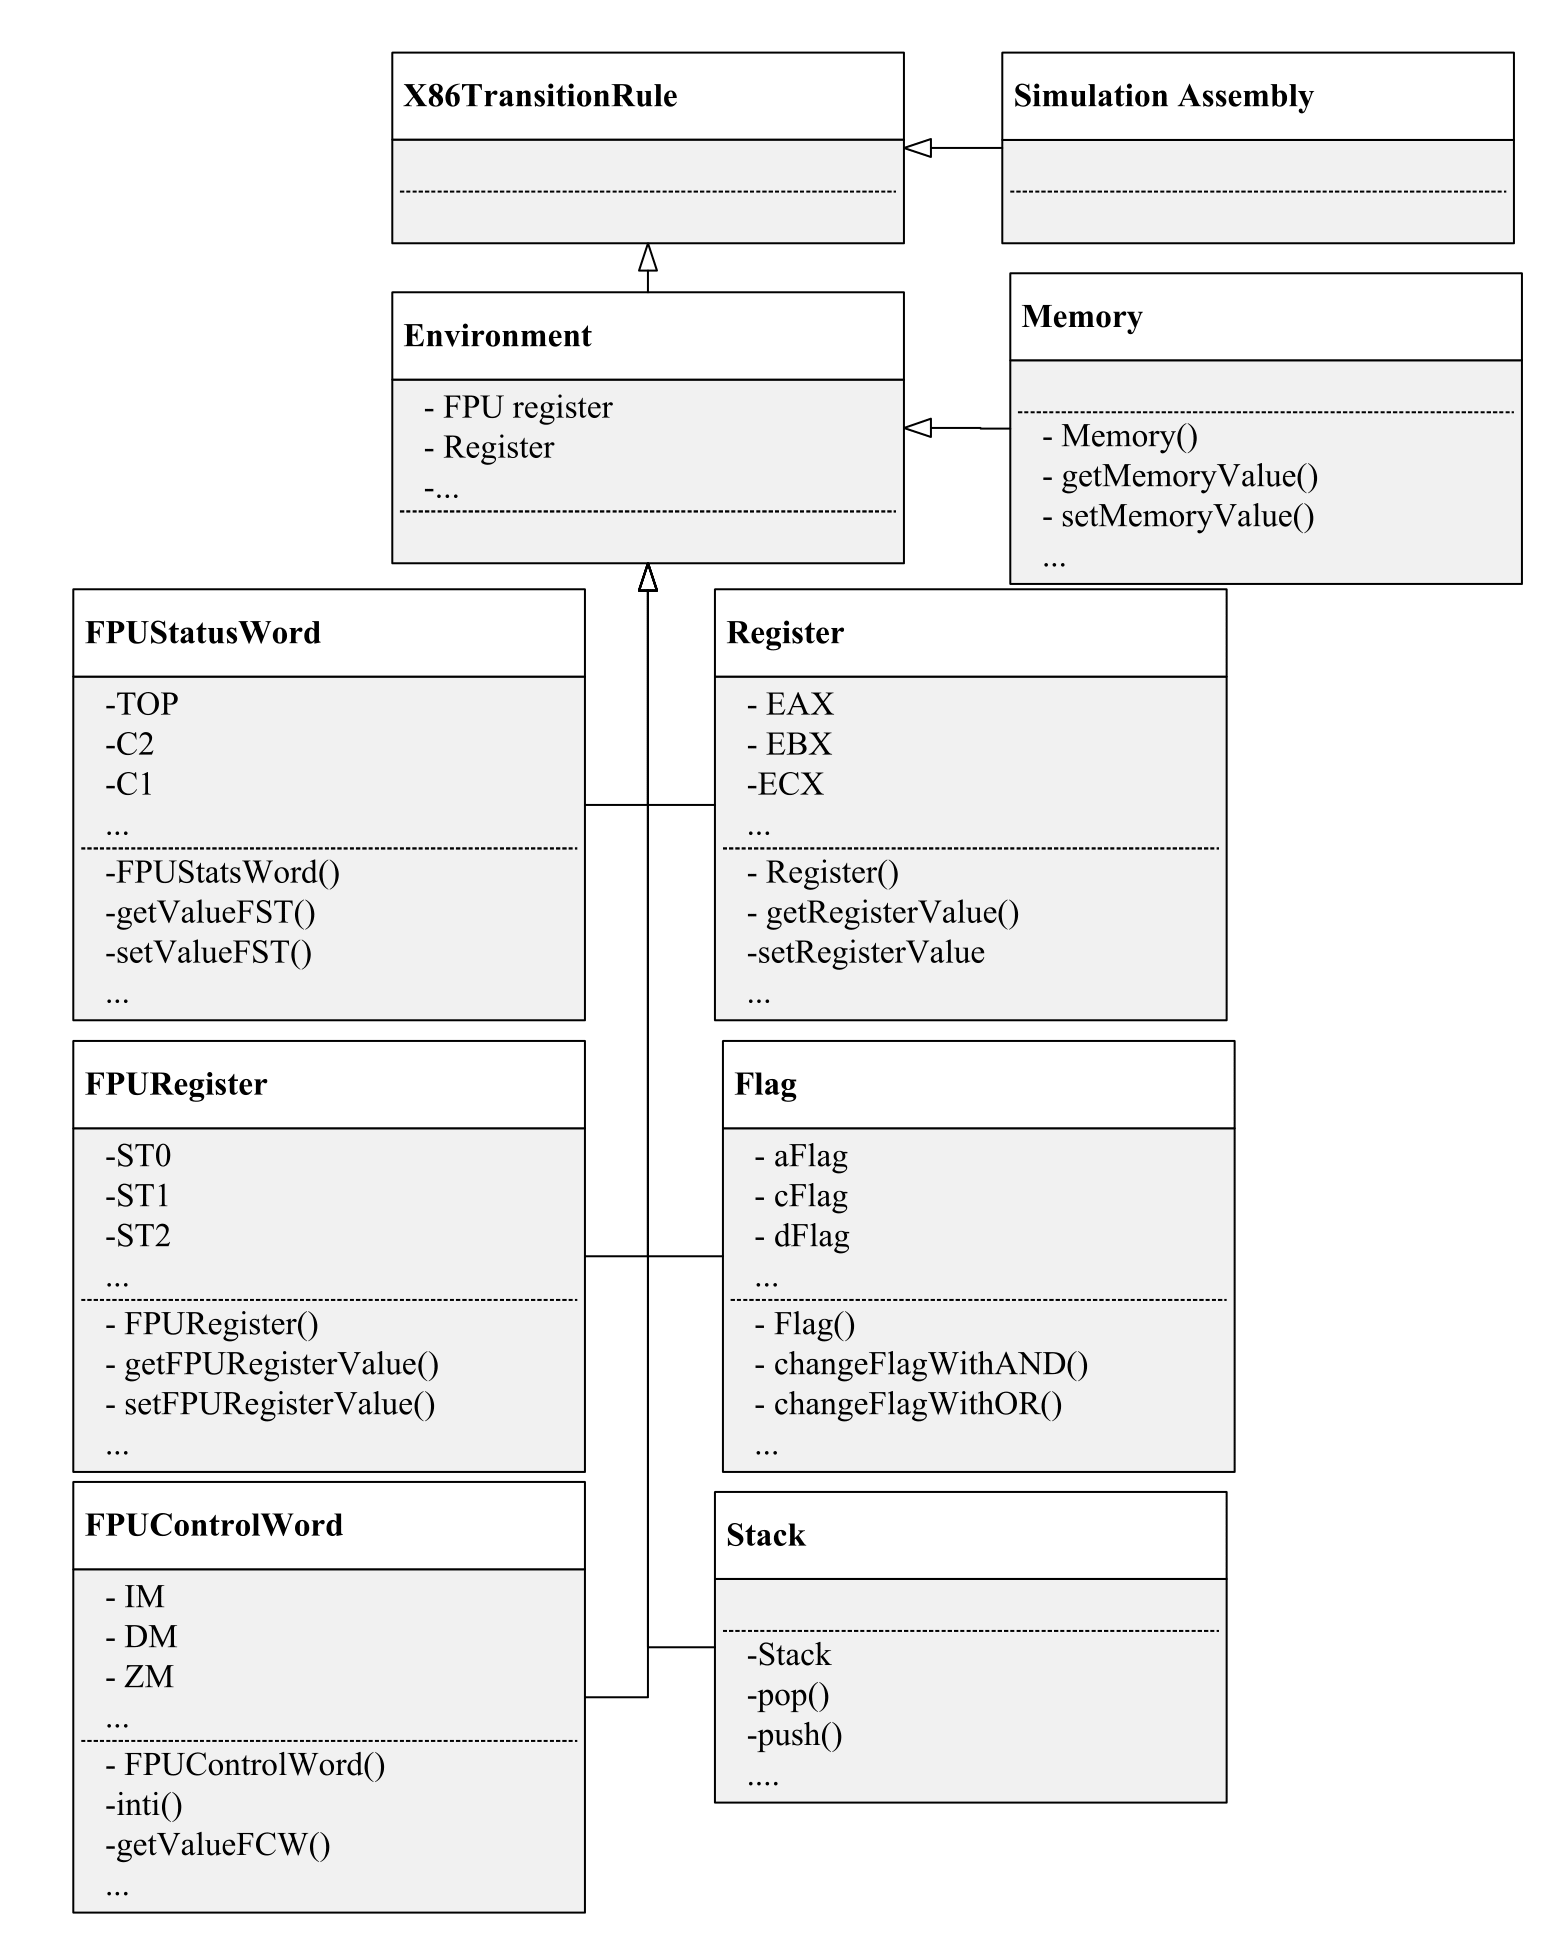 X86TransitionRule
Simulation Assembly
Environment
- FPU register
- Register
-...
Memory
- Memory()
- getMemoryValue()
- setMemoryValue()
...
FPUStatusWord
-TOP
-C2
-C1
...
-FPUStatsWord()
-getValueFST()
-setValueFST()
...
Register
- EAX
- EBX
-ECX
...
- Register()
- getRegisterValue()
-setRegisterValue
...
FPURegister
-ST0
-ST1
-ST2
...
- FPURegister()
- getFPURegisterValue()
- setFPURegisterValue()
...
Flag
- aFlag
- cFlag
- dFlag
...
- Flag()
- changeFlagWithAND()
- changeFlagWithOR()
...
FPUControlWord
- IM
- DM
- ZM
...
- FPUControlWord()
-inti()
-getValueFCW()
...
Stack
-Stack
-pop()
-push()
....